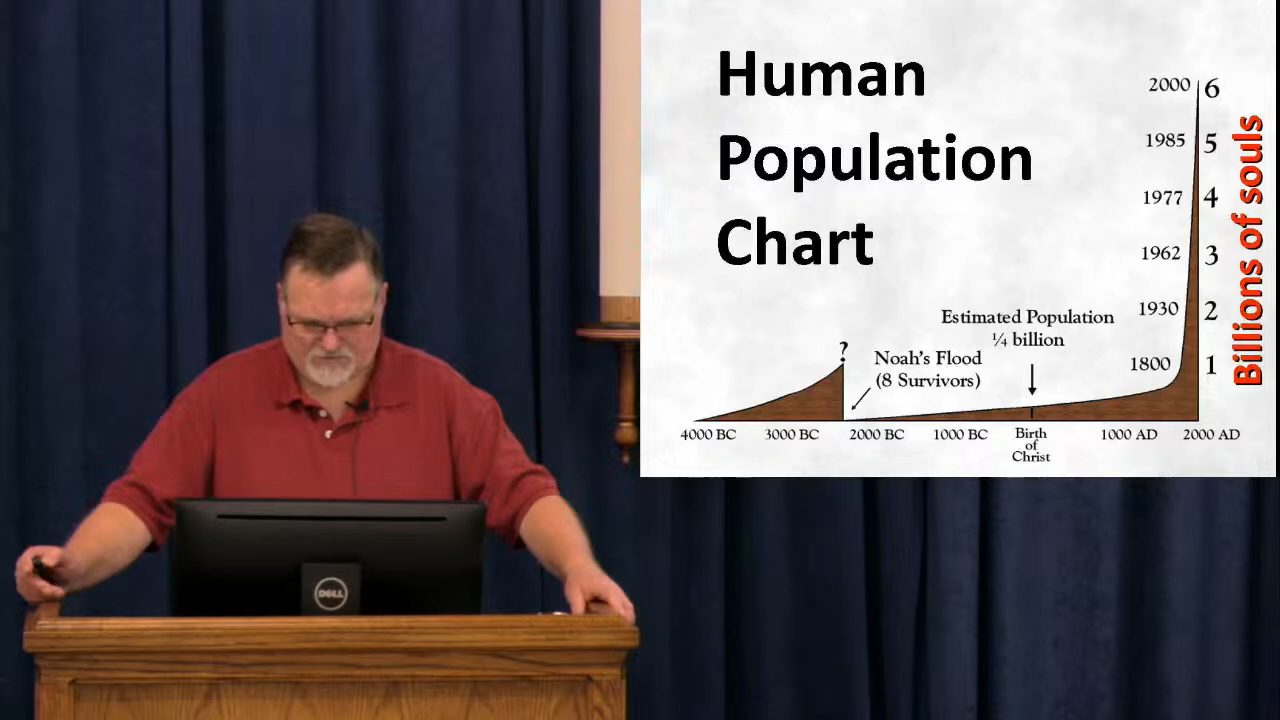 Human
Population
Chart
2000
6
1985
5
1977
4
1962
3
1930
2
1800
1
Billions of souls
Estimated Population
¼ billion
?
Noah's Flood
(8 Survivors)
4000 BC
3000 BC
2000 BC
1000 BC
Birth
of
Christ
1000 AD
2000 AD
DELL